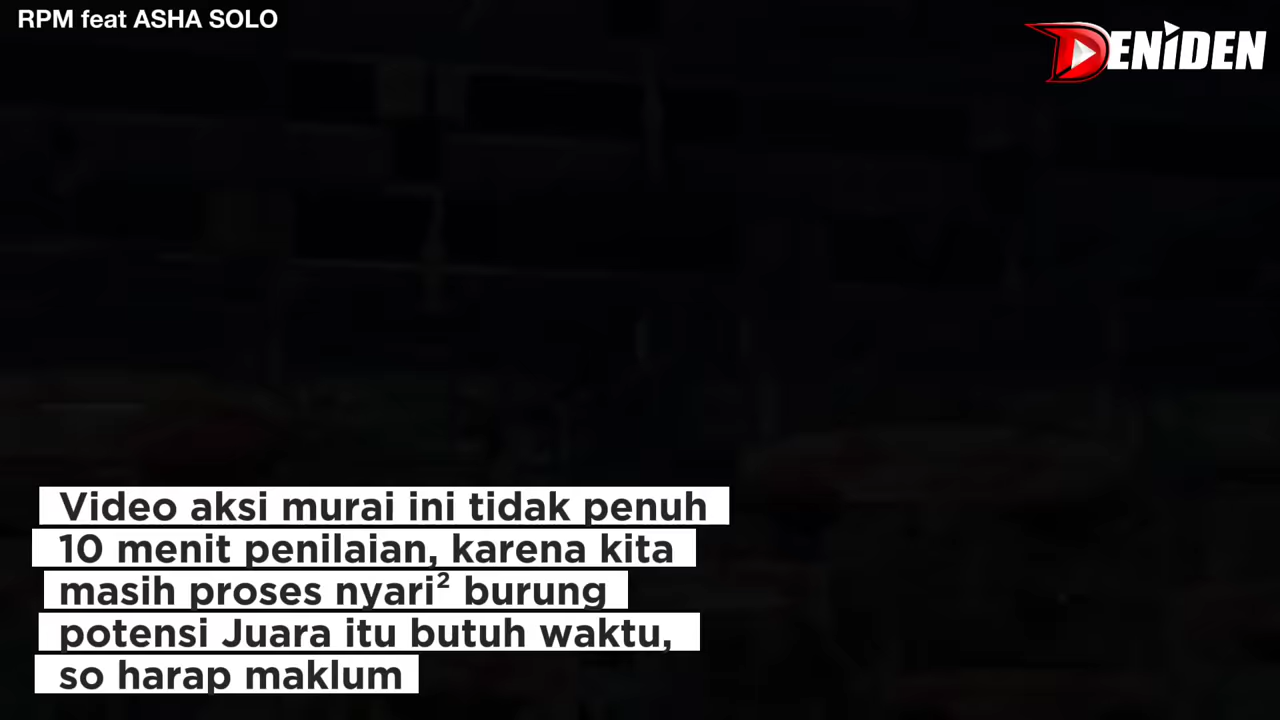 RPM feat ASHA SOLO
DENIDEN
Video aksi murai ini tidak penuh
10 menit penilaian, karena kita
masih proses nyari² burung
potensi Juara itu butuh waktu,
so harap maklum